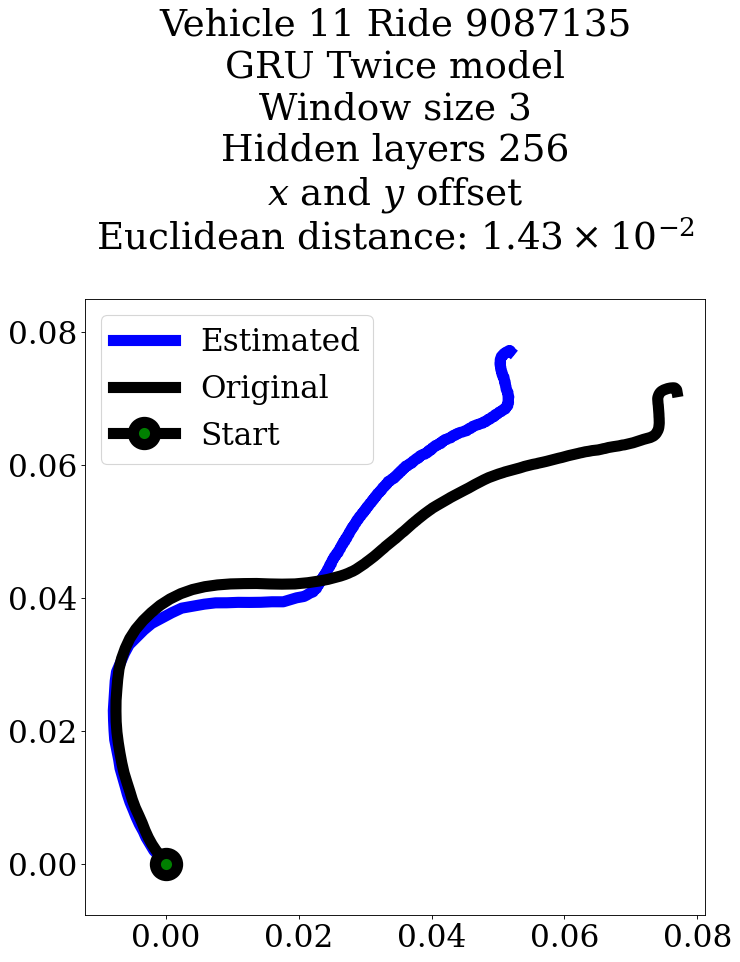 Vehicle 11 Ride 9087135
GRU Twice model
Window size 3
Hidden layers 256
x and y offset
Euclidean distance: 1.43 × 10⁻²
Estimated
Original
Start
0.08
0.06
0.04
0.02
0.00
0.00 0.02 0.04 0.06 0.08